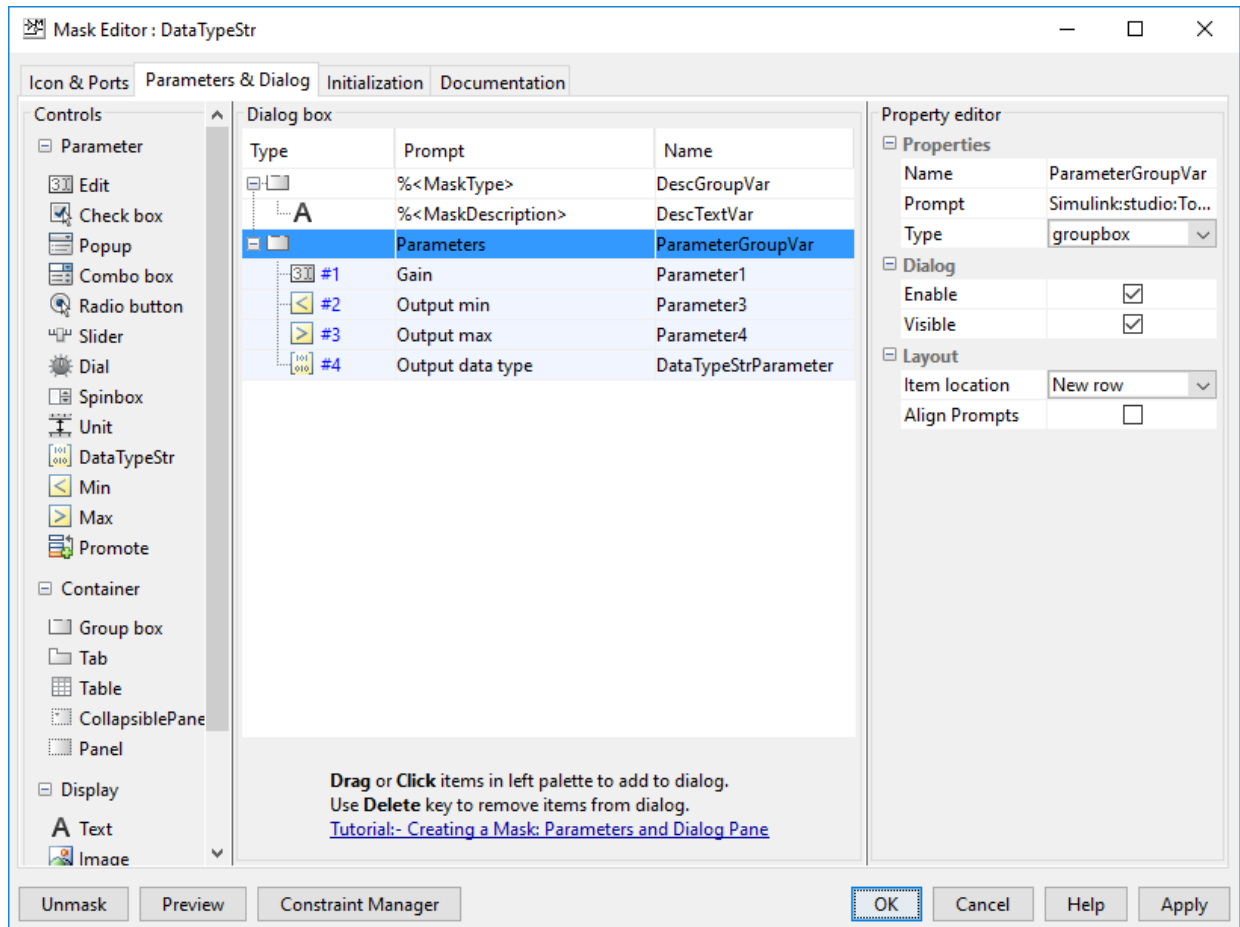 Mask Editor : DataTypeStr
Icon & Ports Parameters & Dialog Initialization Documentation
Controls
Parameter
Edit
Check box
Popup
Combo box
Radio button
Slider
Dial
Spinbox
Unit
DataTypeStr
Min
Max
Promote
Container
Group box
Tab
Table
CollapsiblePane
Panel
Display
A Text
Image
Dialog box
Type Prompt Name
%<MaskType> DescGroupVar
A %<MaskDescription> DescTextVar
Parameters ParameterGroupVar
#1 Gain Parameter1
#2 Output min Parameter3
#3 Output max Parameter4
#4 Output data type DataTypeStrParameter
Drag or Click items in left palette to add to dialog.
Use Delete key to remove items from dialog.
Tutorial:- Creating a Mask: Parameters and Dialog Pane
Property editor
Properties
Name ParameterGroupVar
Prompt Simulink:studio:To...
Type groupbox
Dialog
Enable
Visible
Layout
Item location New row
Align Prompts
Unmask Preview Constraint Manager OK Cancel Help Apply